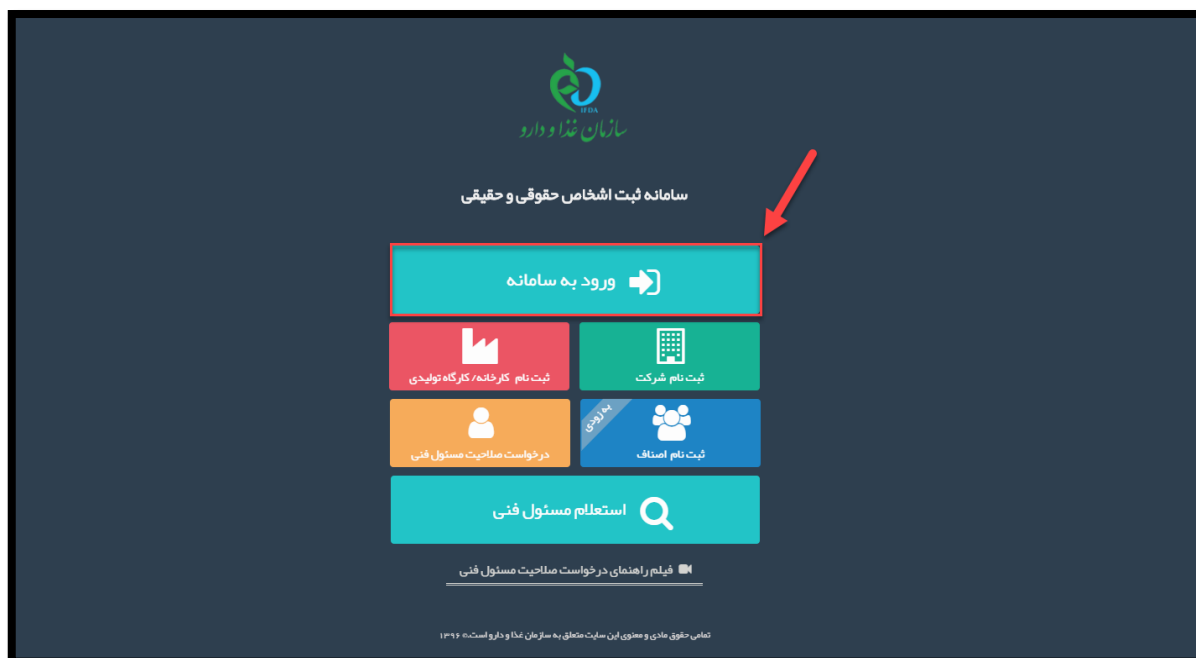 IFDA
سازمان غذا و دارو
سامانه ثبت اشخاص حقوقی و حقیقی
ورود به سامانه
ثبت نام شرکت
ثبت نام کارخانه/ کارگاه تولیدی
به زودی
ثبت نام اصناف
درخواست صلاحیت مسئول فنی
استعلام مسئول فنی
فیلم راهنمای درخواست صلاحیت مسئول فنی
تمامی حقوق مادی و معنوی این سایت متعلق به سازمان غذا و دارو است.© ۱۳۹۶